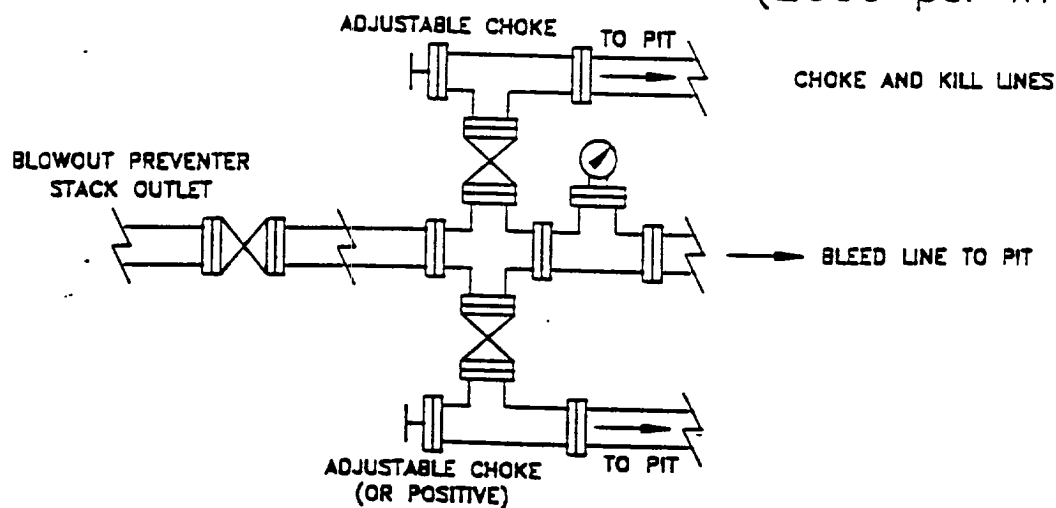 ADJUSTABLE CHOKE
TO PIT
CHOKE AND KILL LINES
BLOWOUT PREVENTER
STACK OUTLET
BLEED LINE TO PIT
ADJUSTABLE CHOKE
(OR POSITIVE)
TO PIT